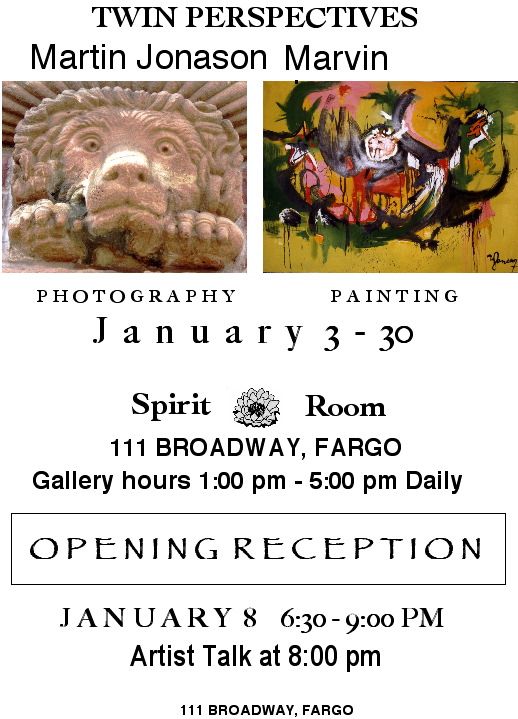 TWIN PERSPECTIVES
Martin Jonason Marvin
PHOTOGRAPHY PAINTING
January 3 - 30
Spirit Room
111 BROADWAY, FARGO
Gallery hours 1:00 pm - 5:00 pm Daily
OPENING RECEPTION
JANUARY 8 6:30 - 9:00 PM
Artist Talk at 8:00 pm
111 BROADWAY, FARGO